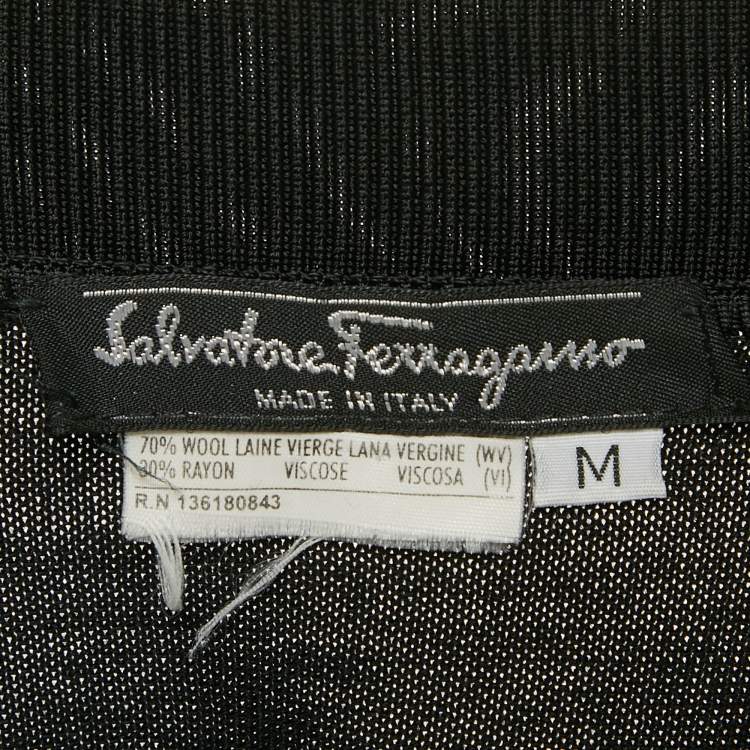 Salvatore Ferragamo
MADE IN ITALY
70% WOOL LAINE VIERGE LANA VERGINE (WV)
30% RAYON VISCOSE VISCOSA (VI)
R.N 136180843
M